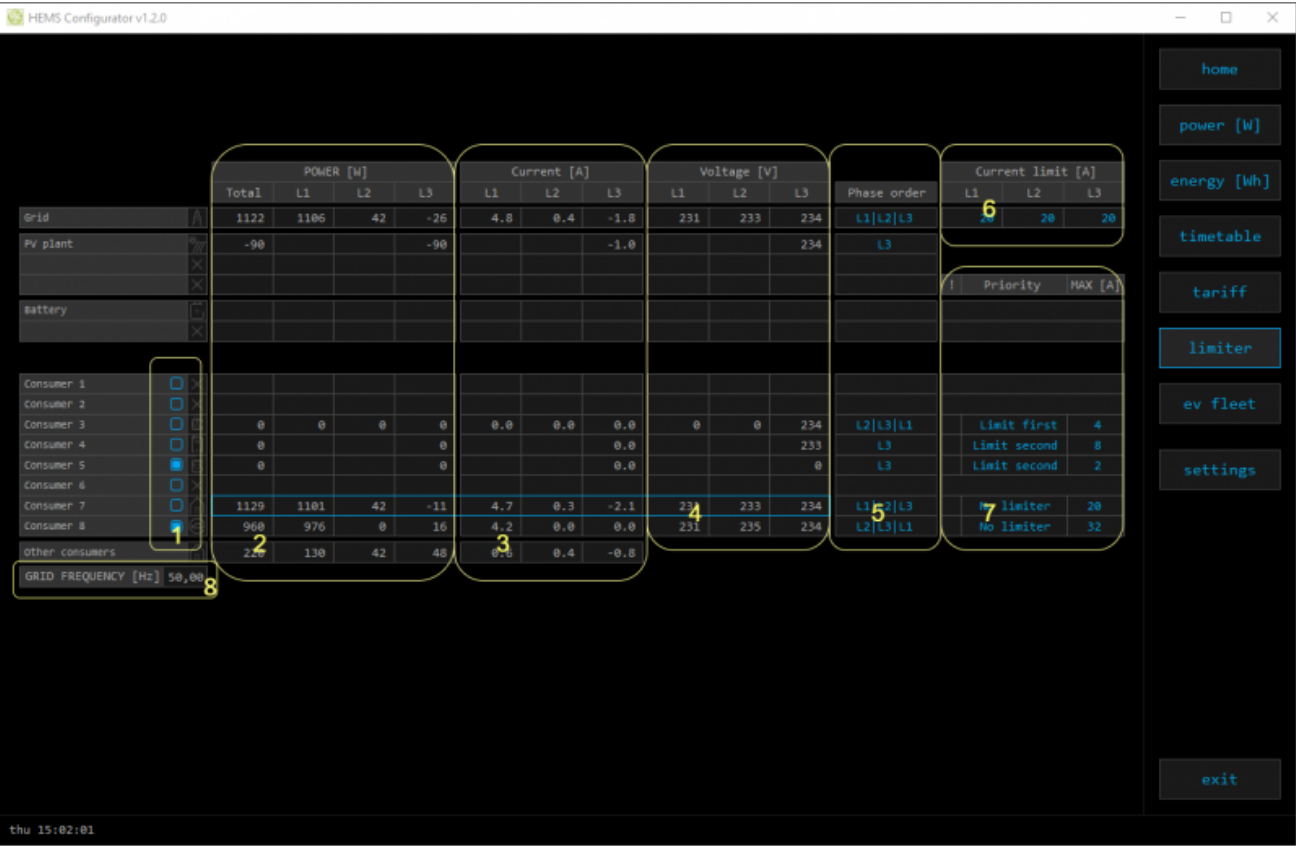 HEMS Configurator v1.2.0
home
power [W]
energy [Wh]
timetable
tariff
limiter
ev fleet
settings
exit
POWER [W] Current [A] Voltage [V] Current limit [A]
Total L1 L2 L3 L1 L2 L3 L1 L2 L3 Phase order L1 L2 L3
Grid 1122 1106 42 -26 4.8 0.4 -1.8 231 233 234 L1|L2|L3 20 20 20
6
PV plant -90 -90 -1.0 234 L3
! Priority MAX [A]
Battery
Consumer 1
Consumer 2
Consumer 3 0 0 0 0 0.0 0.0 0.0 0 0 234 L2|L3|L1 Limit first 4
Consumer 4 0 0 0.0 233 L3 Limit second 8
Consumer 5 0 0 0.0 0 L3 Limit second 2
Consumer 6
Consumer 7 1129 1101 42 -11 4.7 0.3 -2.1 231 233 234 L1|L2|L3 No limiter 20
4 5 7
Consumer 8 960 976 0 16 4.2 0.0 0.0 231 235 234 L2|L3|L1 No limiter 32
1 2 3
Other consumers 220 130 42 48 0.6 0.4 -0.8
GRID FREQUENCY [Hz] 50,00
8
thu 15:02:01